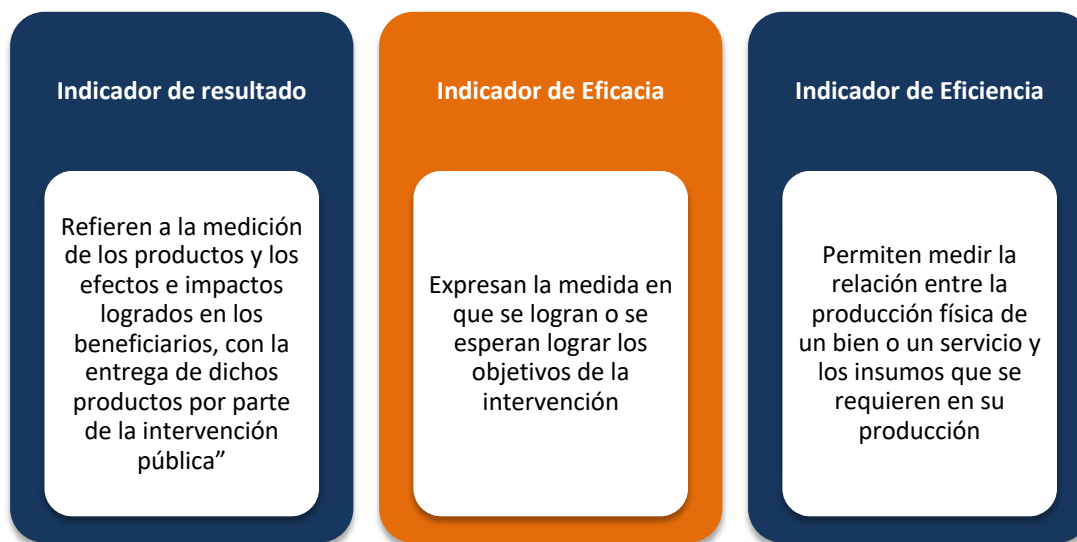 Indicador de resultado
Refieren a la medición
de los productos y los
efectos e impactos
logrados en los
beneficiarios, con la
entrega de dichos
productos por parte
de la intervención
pública”
Indicador de Eficacia
Expresan la medida en
que se logran o se
esperan lograr los
objetivos de la
intervención
Indicador de Eficiencia
Permiten medir la
relación entre la
producción física de
un bien o un servicio y
los insumos que se
requieren en su
producción